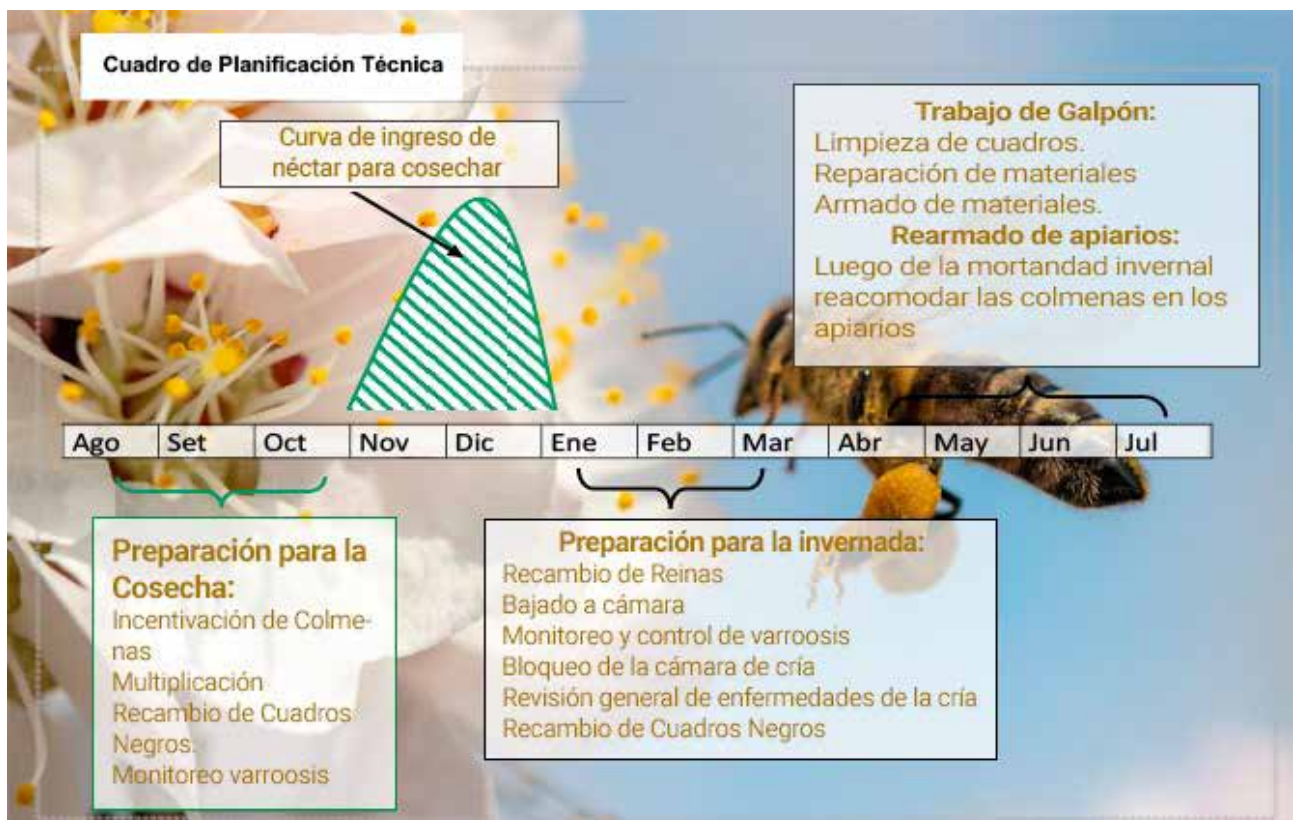 Cuadro de Planificación Técnica
Curva de ingreso de
néctar para cosechar
Trabajo de Galpón:
Limpieza de cuadros.
Reparación de materiales
Armado de materiales.
Rearmado de apiarios:
Luego de la mortandad invernal
reacomodar las colmenas en los
apiarios
Ago Set Oct Nov Dic Ene Feb Mar Abr May Jun Jul
Preparación para la
Cosecha:
Incentivación de Colme-
nas
Multiplicación
Recambio de Cuadros
Negros.
Monitoreo varroosis
Preparación para la invernada:
Recambio de Reinas
Bajado a cámara
Monitoreo y control de varroosis
Bloqueo de la cámara de cría
Revisión general de enfermedades de la cría
Recambio de Cuadros Negros